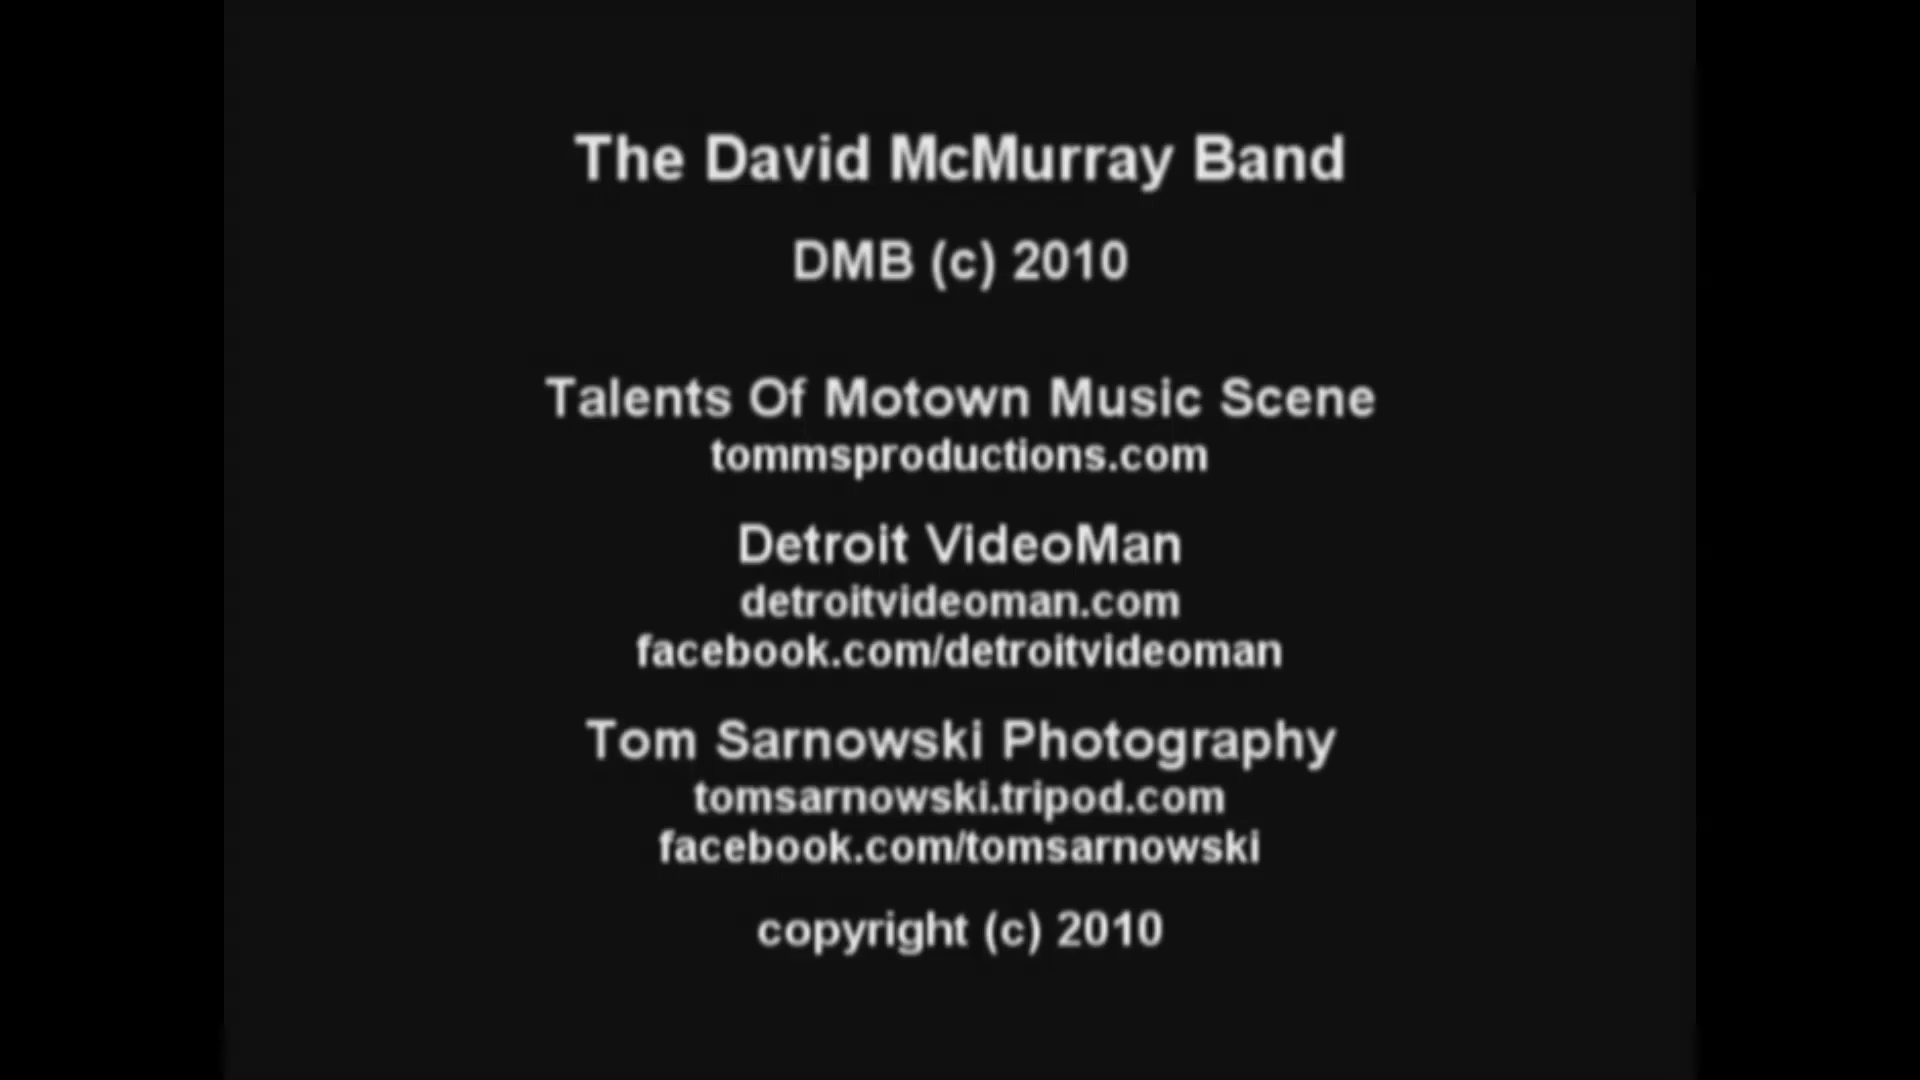 The David McMurray Band
DMB (c) 2010
Talents Of Motown Music Scene
tommsproductions.com
Detroit VideoMan
detroitvideoman.com
facebook.com/detroitvideoman
Tom Sarnowski Photography
tomsarnowski.tripod.com
facebook.com/tomsarnowski
copyright (c) 2010